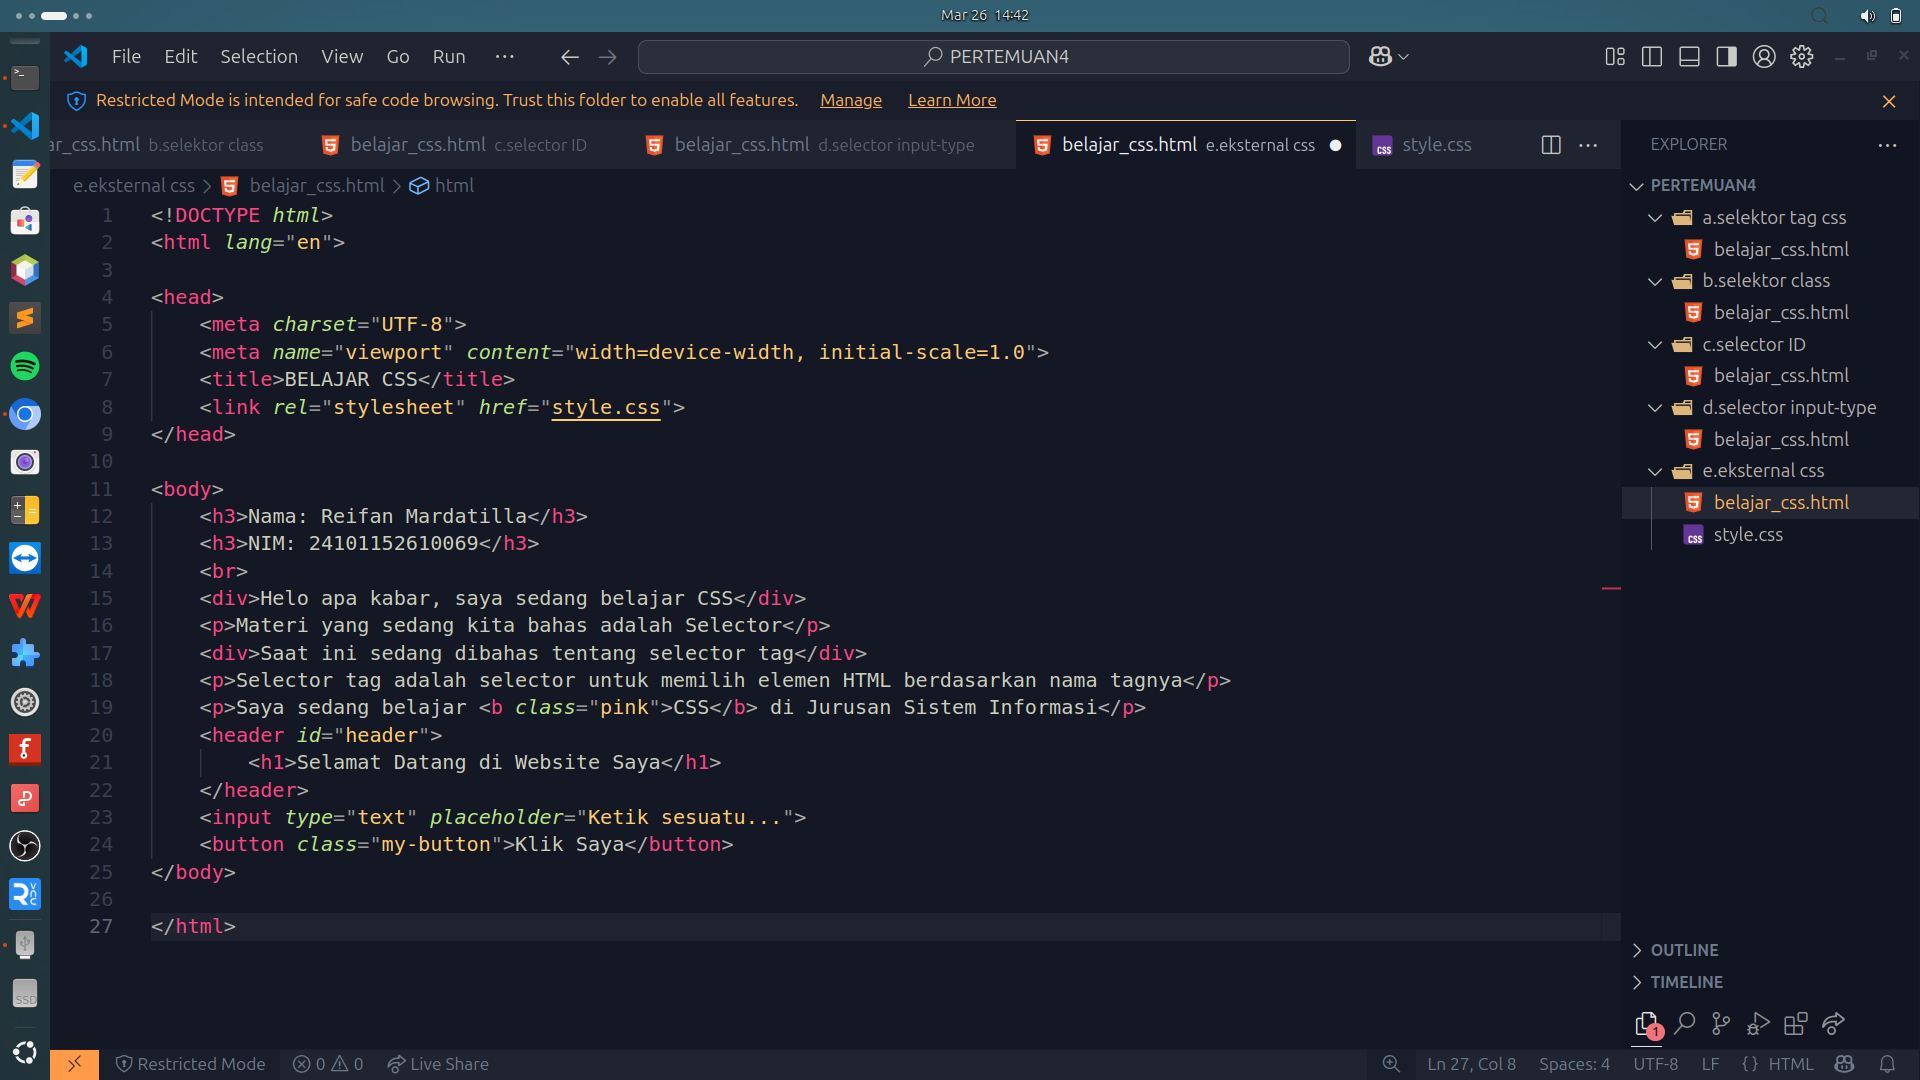 Mar 26 14:42
File Edit Selection View Go Run ··· PERTEMUAN4
Restricted Mode is intended for safe code browsing. Trust this folder to enable all features. Manage Learn More
ar_css.html b.selektor class belajar_css.html c.selector ID belajar_css.html d.selector input-type belajar_css.html e.eksternal css style.css
e.eksternal css > belajar_css.html > html
1 <!DOCTYPE html>
2 <html lang="en">
3
4 <head>
5 <meta charset="UTF-8">
6 <meta name="viewport" content="width=device-width, initial-scale=1.0">
7 <title>BELAJAR CSS</title>
8 <link rel="stylesheet" href="style.css">
9 </head>
10
11 <body>
12 <h3>Nama: Reifan Mardatilla</h3>
13 <h3>NIM: 24101152610069</h3>
14 <br>
15 <div>Helo apa kabar, saya sedang belajar CSS</div>
16 <p>Materi yang sedang kita bahas adalah Selector</p>
17 <div>Saat ini sedang dibahas tentang selector tag</div>
18 <p>Selector tag adalah selector untuk memilih elemen HTML berdasarkan nama tagnya</p>
19 <p>Saya sedang belajar <b class="pink">CSS</b> di Jurusan Sistem Informasi</p>
20 <header id="header">
21 <h1>Selamat Datang di Website Saya</h1>
22 </header>
23 <input type="text" placeholder="Ketik sesuatu...">
24 <button class="my-button">Klik Saya</button>
25 </body>
26
27 </html>
EXPLORER
PERTEMUAN4
a.selektor tag css
belajar_css.html
b.selektor class
belajar_css.html
c.selector ID
belajar_css.html
d.selector input-type
belajar_css.html
e.eksternal css
belajar_css.html
style.css
OUTLINE
TIMELINE
1
SSD
Restricted Mode 0 0 Live Share Ln 27, Col 8 Spaces: 4 UTF-8 LF {} HTML